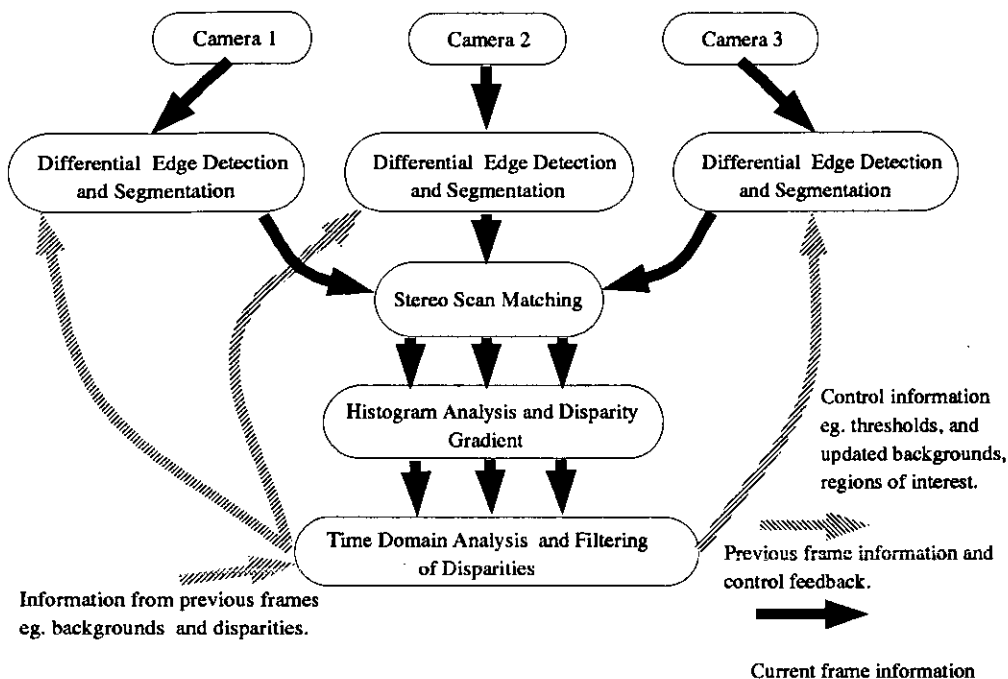 Camera 1
Camera 2
Camera 3
Differential Edge Detection
and Segmentation
Differential Edge Detection
and Segmentation
Differential Edge Detection
and Segmentation
Stereo Scan Matching
Histogram Analysis and Disparity
Gradient
Control information
eg. thresholds, and
updated backgrounds,
regions of interest.
Time Domain Analysis and Filtering
of Disparities
Previous frame information and
control feedback.
Information from previous frames
eg. backgrounds and disparities.
Current frame information